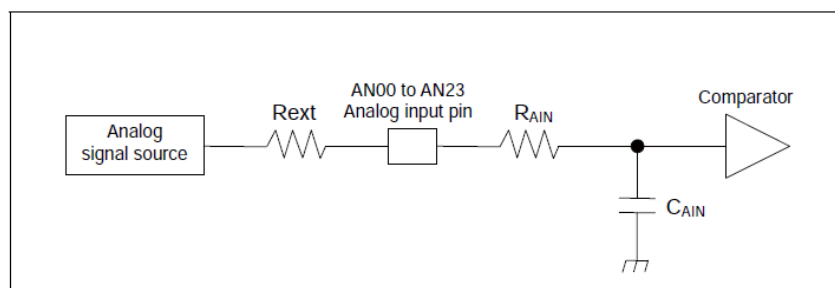 AN00 to AN23
Analog input pin
Comparator
Rext
RAIN
Analog
signal source
CAIN